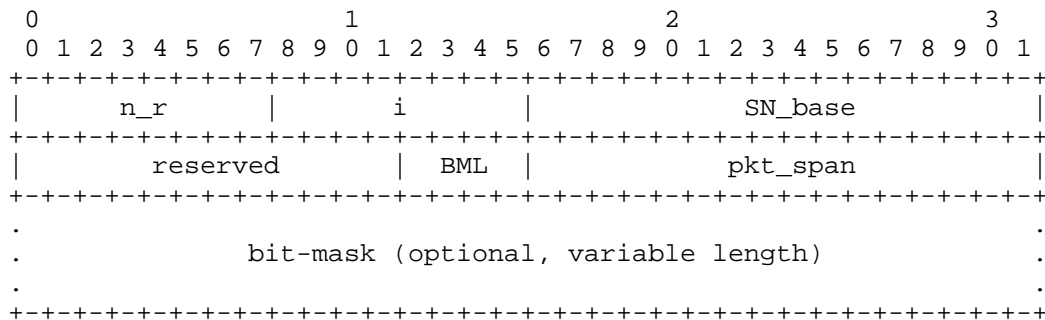 0                   1                   2                   3
 0 1 2 3 4 5 6 7 8 9 0 1 2 3 4 5 6 7 8 9 0 1 2 3 4 5 6 7 8 9 0 1
+-+-+-+-+-+-+-+-+-+-+-+-+-+-+-+-+-+-+-+-+-+-+-+-+-+-+-+-+-+-+-+-+
|      n_r      |       i       |             SN_base           |
+-+-+-+-+-+-+-+-+-+-+-+-+-+-+-+-+-+-+-+-+-+-+-+-+-+-+-+-+-+-+-+-+
|        reserved       |  BML  |            pkt_span           |
+-+-+-+-+-+-+-+-+-+-+-+-+-+-+-+-+-+-+-+-+-+-+-+-+-+-+-+-+-+-+-+-+
.                                                               .
.              bit-mask (optional, variable length)             .
.                                                               .
+-+-+-+-+-+-+-+-+-+-+-+-+-+-+-+-+-+-+-+-+-+-+-+-+-+-+-+-+-+-+-+-+